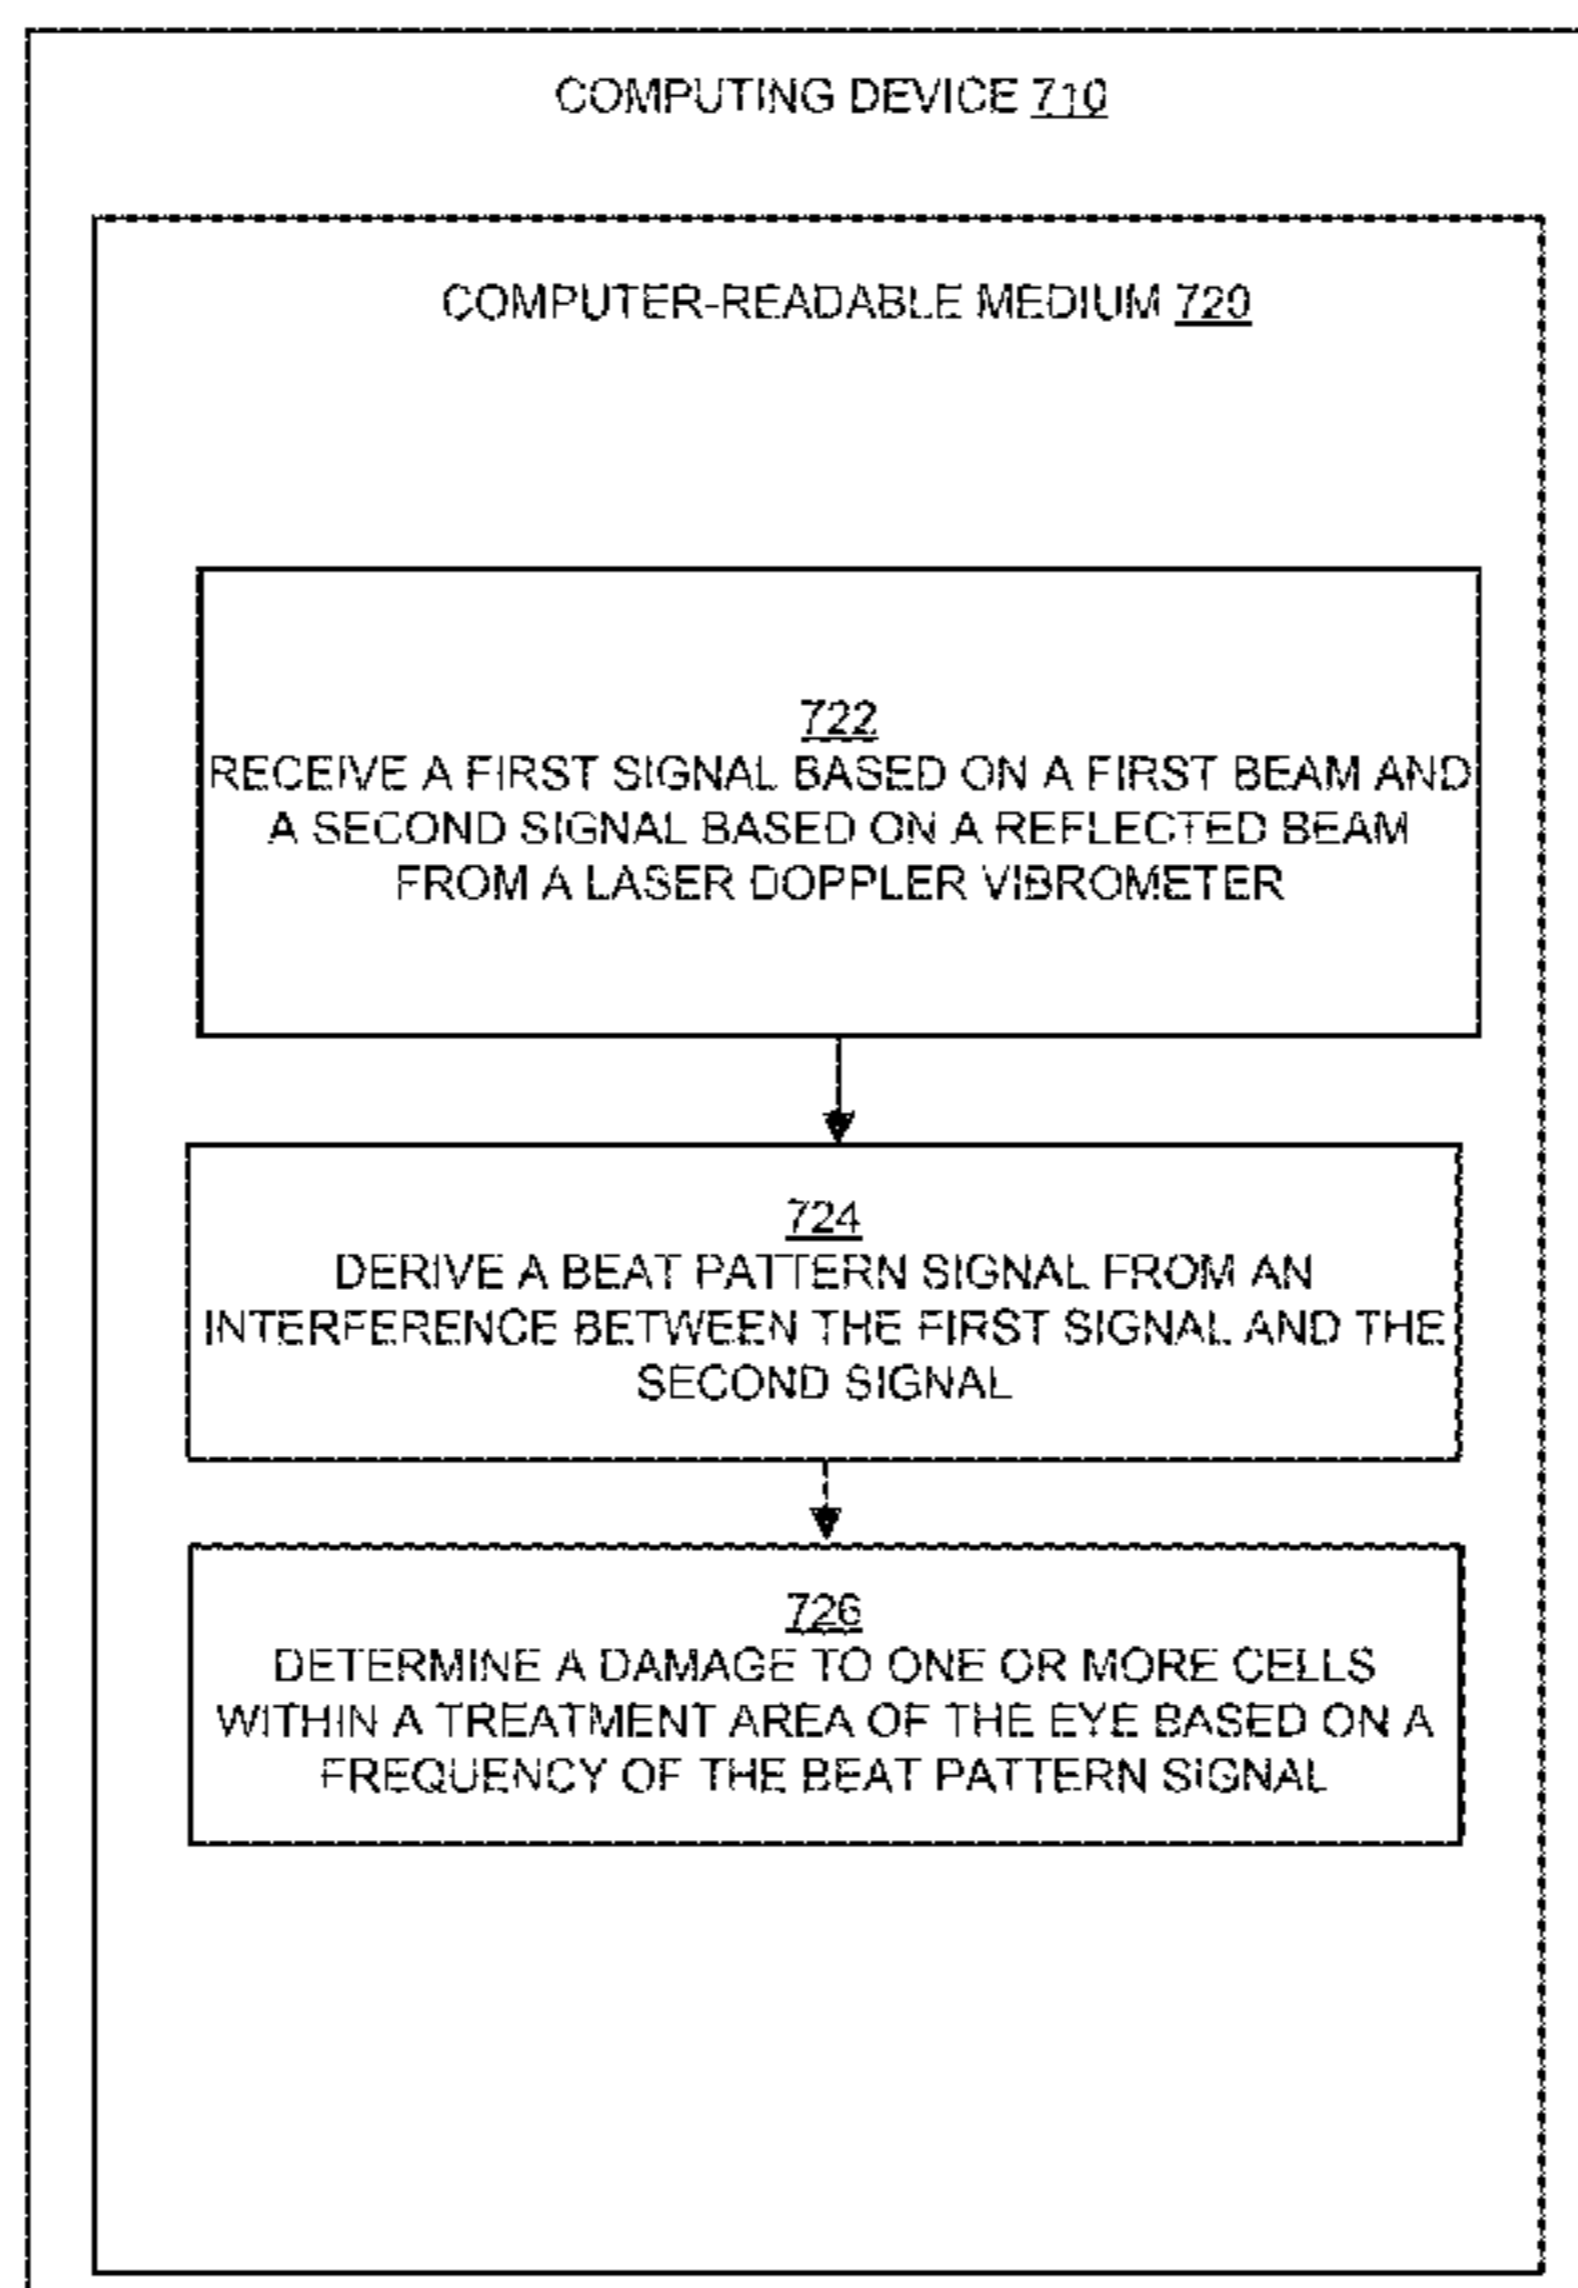 COMPUTING DEVICE 710
COMPUTER-READABLE MEDIUM 720
722
RECEIVE A FIRST SIGNAL BASED ON A FIRST BEAM AND
A SECOND SIGNAL BASED ON A REFLECTED BEAM
FROM A LASER DOPPLER VIBROMETER
724
DERIVE A BEAT PATTERN SIGNAL FROM AN
INTERFERENCE BETWEEN THE FIRST SIGNAL AND THE
SECOND SIGNAL
726
DETERMINE A DAMAGE TO ONE OR MORE CELLS
WITHIN A TREATMENT AREA OF THE EYE BASED ON A
FREQUENCY OF THE BEAT PATTERN SIGNAL